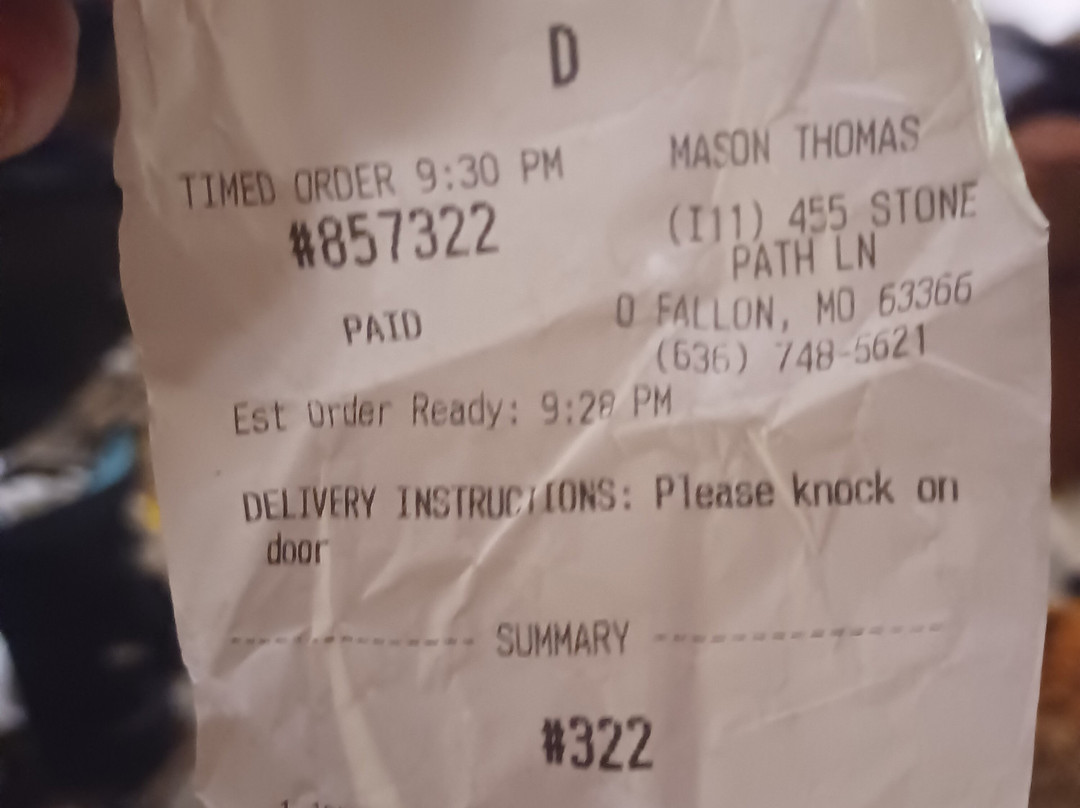 D
TIMED ORDER 9:30 PM
#857322
PAID
MASON THOMAS
(I11) 455 STONE
PATH LN
O FALLON, MO 63366
(636) 748-5621
Est Order Ready: 9:28 PM
DELIVERY INSTRUCTIONS: Please knock on
door
SUMMARY
#322